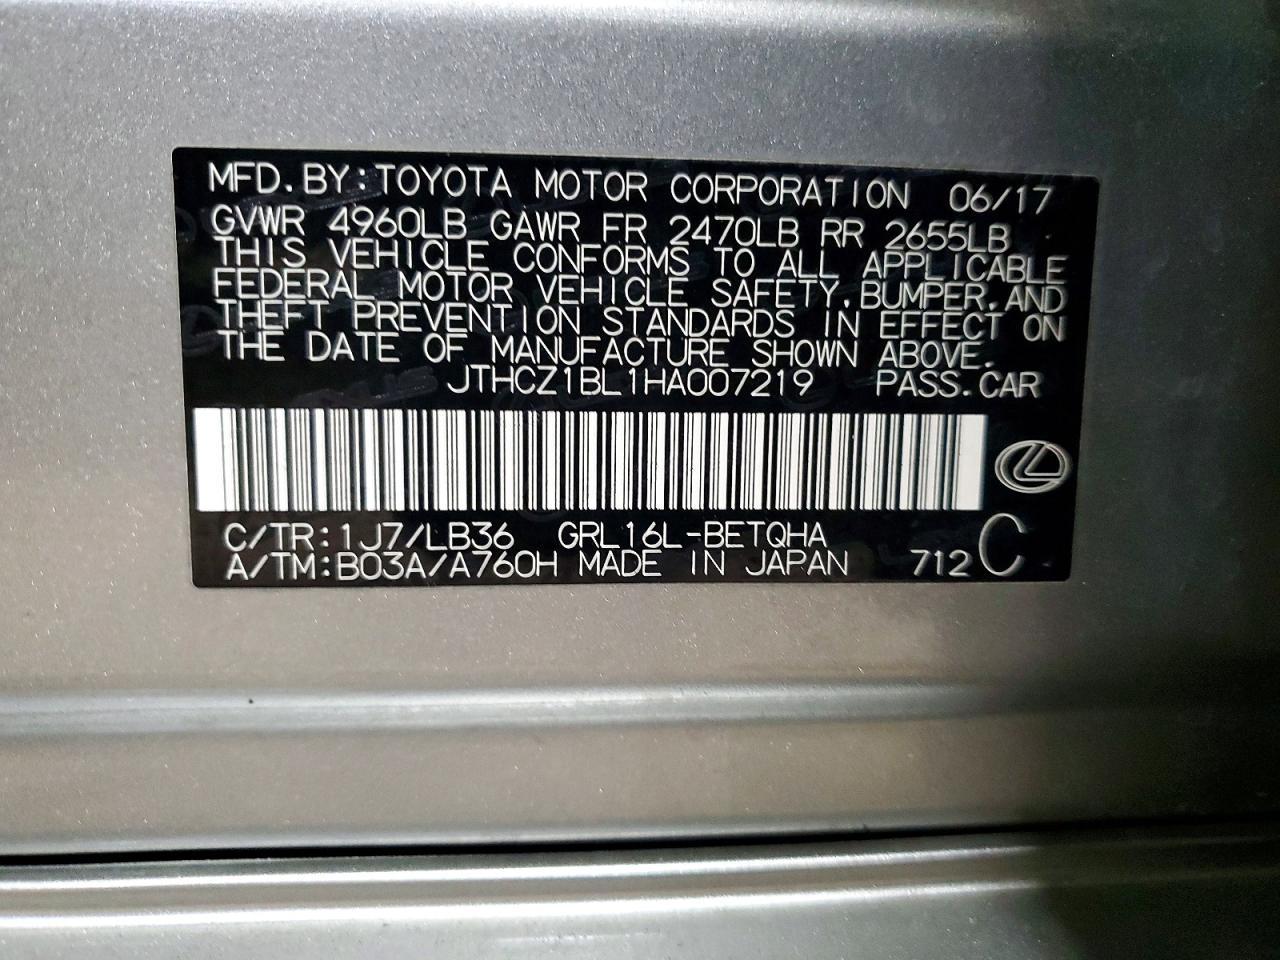 MFD. BY: TOYOTA MOTOR CORPORATION 06/17
GVWR 4960LB GAWR FR 2470LB RR 2655LB
THIS VEHICLE CONFORMS TO ALL APPLICABLE
FEDERAL MOTOR VEHICLE SAFETY, BUMPER, AND
THEFT PREVENTION STANDARDS IN EFFECT ON
THE DATE OF MANUFACTURE SHOWN ABOVE.
JTHCZ1BL1HA007219 PASS. CAR
C/TR: 1J7/LB36 GRL16L-BETQHA
A/TM: B03A/A760H MADE IN JAPAN 712 C